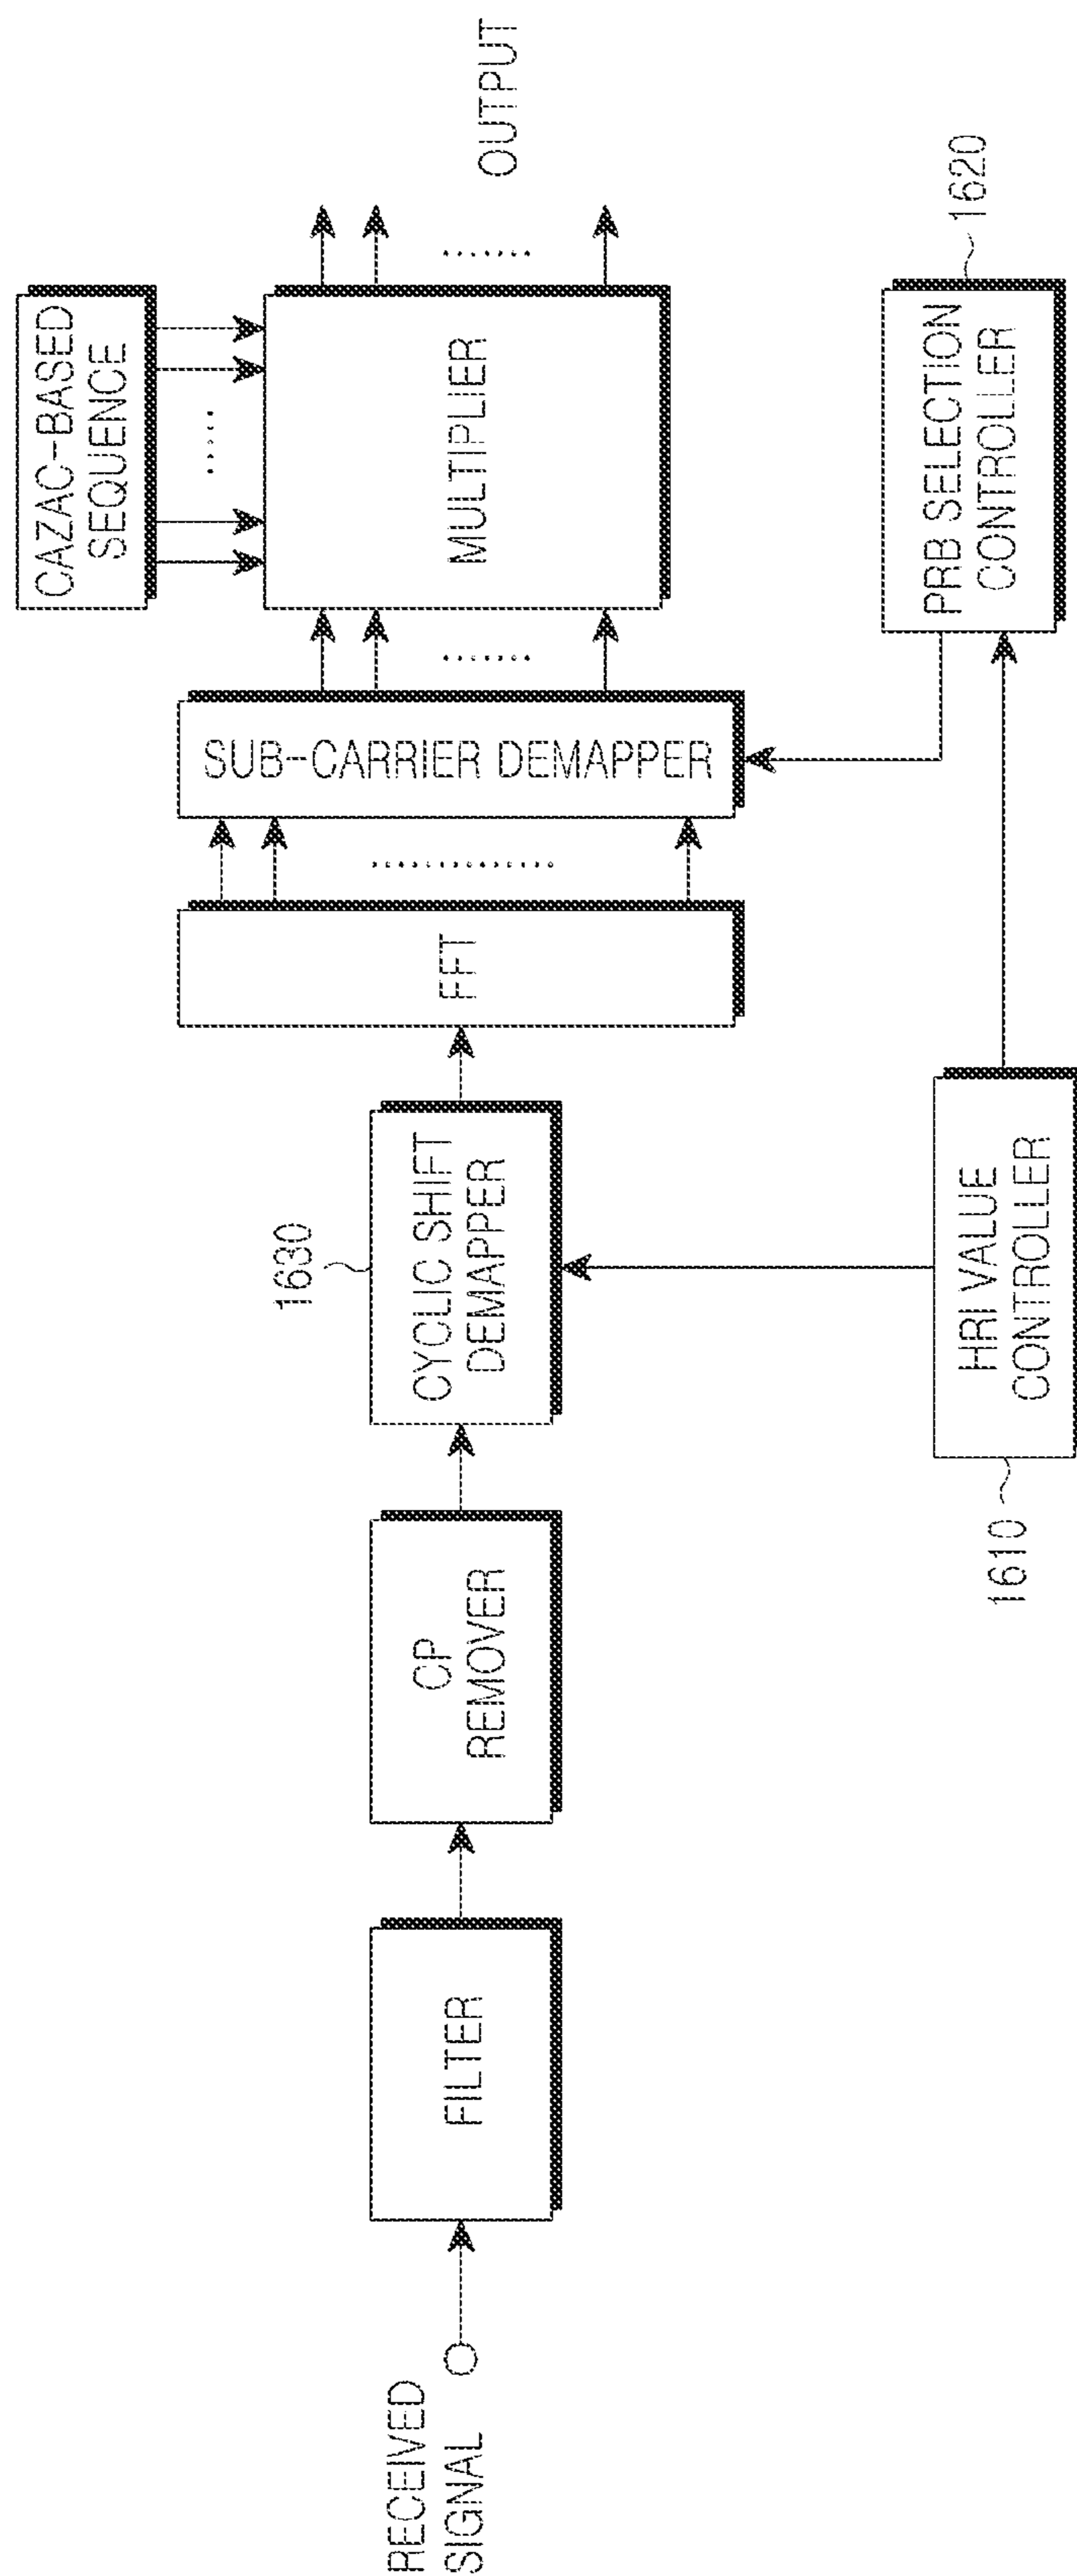 RECEIVED
SIGNAL
FILTER
CP
REMOVER
1630
CYCLIC SHIFT
DEMAPPER
FFT
SUB-CARRIER DEMAPPER
CAZAC-BASED
SEQUENCE
MULTIPLIER
OUTPUT
1610
HRI VALUE
CONTROLLER
PRB SELECTION
CONTROLLER
1620